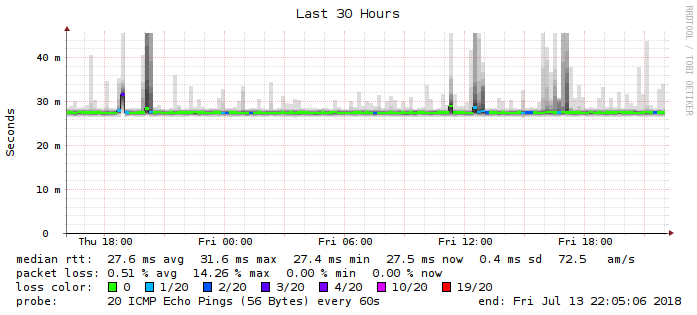 Last 30 Hours
RRDTOOL / TOBI OETIKER
Seconds
40 m
30 m
20 m
10 m
0
Thu 18:00 Fri 00:00 Fri 06:00 Fri 12:00 Fri 18:00
median rtt: 27.6 ms avg 31.6 ms max 27.4 ms min 27.5 ms now 0.4 ms sd 72.5 am/s
packet loss: 0.51 % avg 14.26 % max 0.00 % min 0.00 % now
loss color: 0 1/20 2/20 3/20 4/20 10/20 19/20
probe: 20 ICMP Echo Pings (56 Bytes) every 60s end: Fri Jul 13 22:05:06 2018